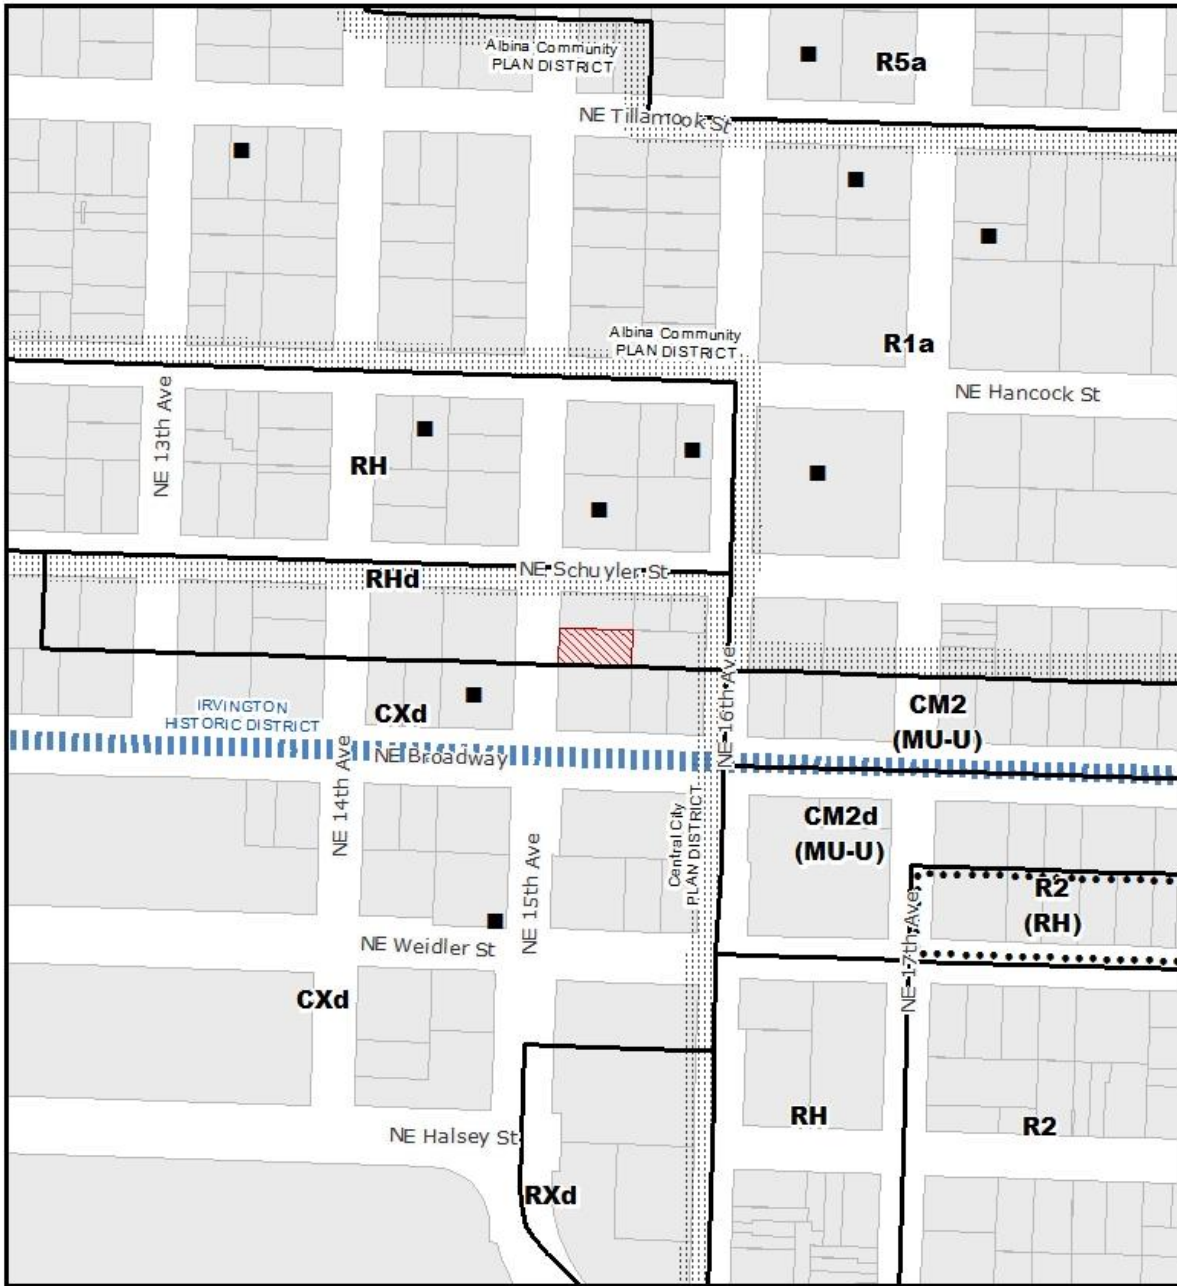 Albina Community
PLAN DISTRICT
R5a
NE Tillamook St
Albina Community
PLAN DISTRICT
R1a
NE Hancock St
NE 13th Ave
RH
NE Schuyler St
RHd
IRVINGTON
HISTORIC DISTRICT
CXd
NE 16th Ave
CM2
(MU-U)
NE Broadway
NE 14th Ave
NE 15th Ave
Central City
PLAN DISTRICT
CM2d
(MU-U)
R2
(RH)
NE 17th Ave
NE Weidler St
CXd
NE Halsey St
RH
R2
RXd